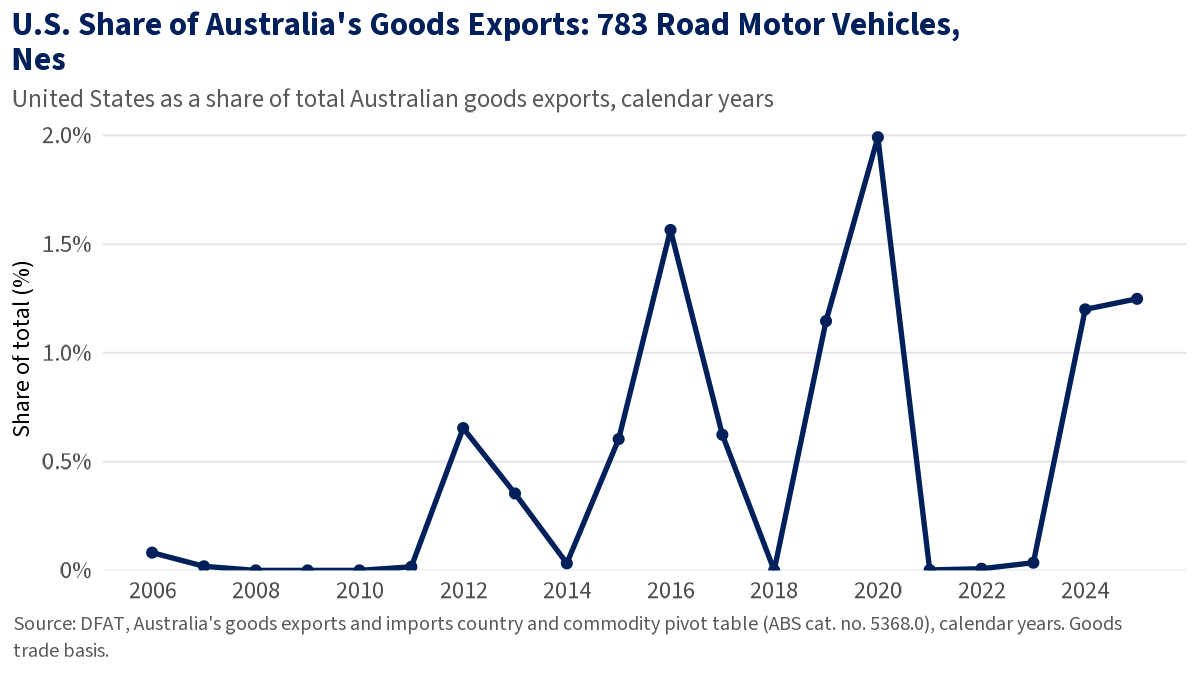 U.S. Share of Australia's Goods Exports: 783 Road Motor Vehicles,
Nes
United States as a share of total Australian goods exports, calendar years
Share of total (%)
2.0%
1.5%
1.0%
0.5%
0%
2006 2008 2010 2012 2014 2016 2018 2020 2022 2024
Source: DFAT, Australia's goods exports and imports country and commodity pivot table (ABS cat. no. 5368.0), calendar years. Goods
trade basis.